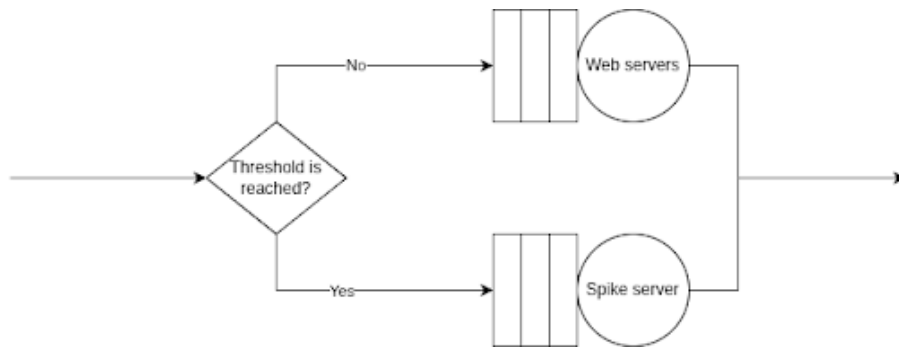 No
Web servers
Threshold is
reached?
Yes
Spike server